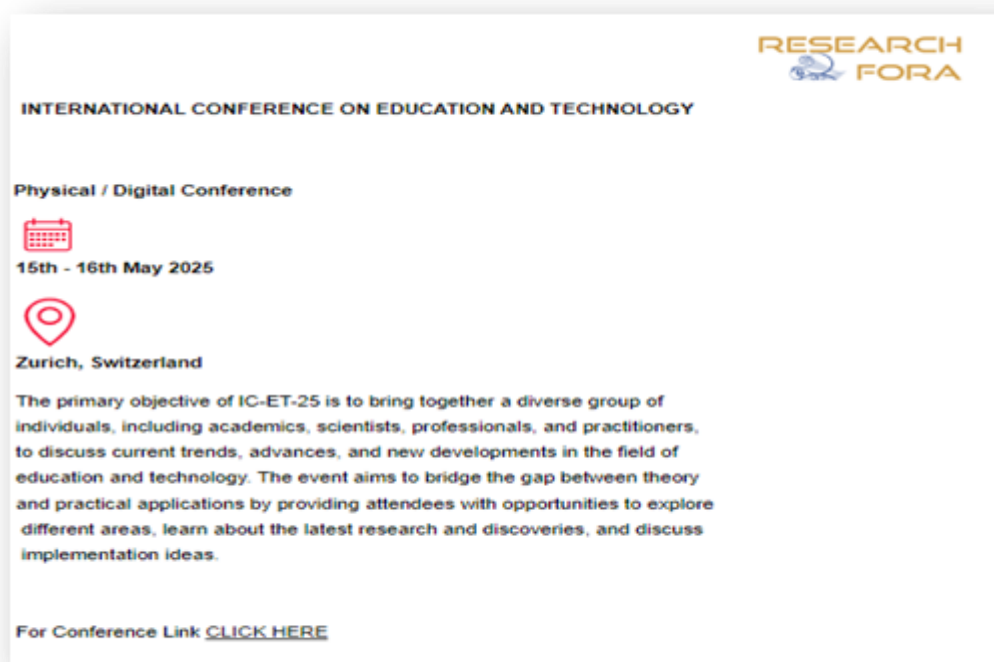 RESEARCH
FORA
INTERNATIONAL CONFERENCE ON EDUCATION AND TECHNOLOGY
Physical / Digital Conference
15th - 16th May 2025
Zurich, Switzerland
The primary objective of IC-ET-25 is to bring together a diverse group of
individuals, including academics, scientists, professionals, and practitioners,
to discuss current trends, advances, and new developments in the field of
education and technology. The event aims to bridge the gap between theory
and practical applications by providing attendees with opportunities to explore
different areas, learn about the latest research and discoveries, and discuss
implementation ideas.
For Conference Link CLICK HERE